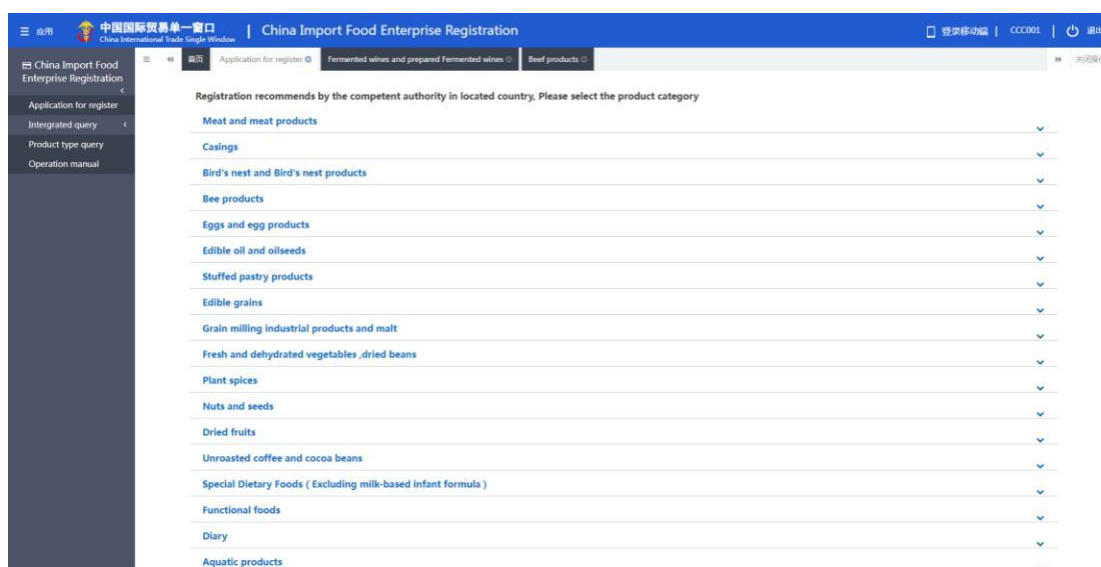 应用
中国国际贸易单一窗口
China International Trade Single Window
China Import Food Enterprise Registration
登录移动端 | CCC001
China Import Food
Enterprise Registration
首页
Application for register
Fermented wines and prepared Fermented wines
Beef products
Application for register
Intergrated query
Product type query
Operation manual
Registration recommends by the competent authority in located country, Please select the product category
Meat and meat products
Casings
Bird's nest and Bird's nest products
Bee products
Eggs and egg products
Edible oil and oilseeds
Stuffed pastry products
Edible grains
Grain milling industrial products and malt
Fresh and dehydrated vegetables ,dried beans
Plant spices
Nuts and seeds
Dried fruits
Unroasted coffee and cocoa beans
Special Dietary Foods ( Excluding milk-based infant formula )
Functional foods
Diary
Aquatic products